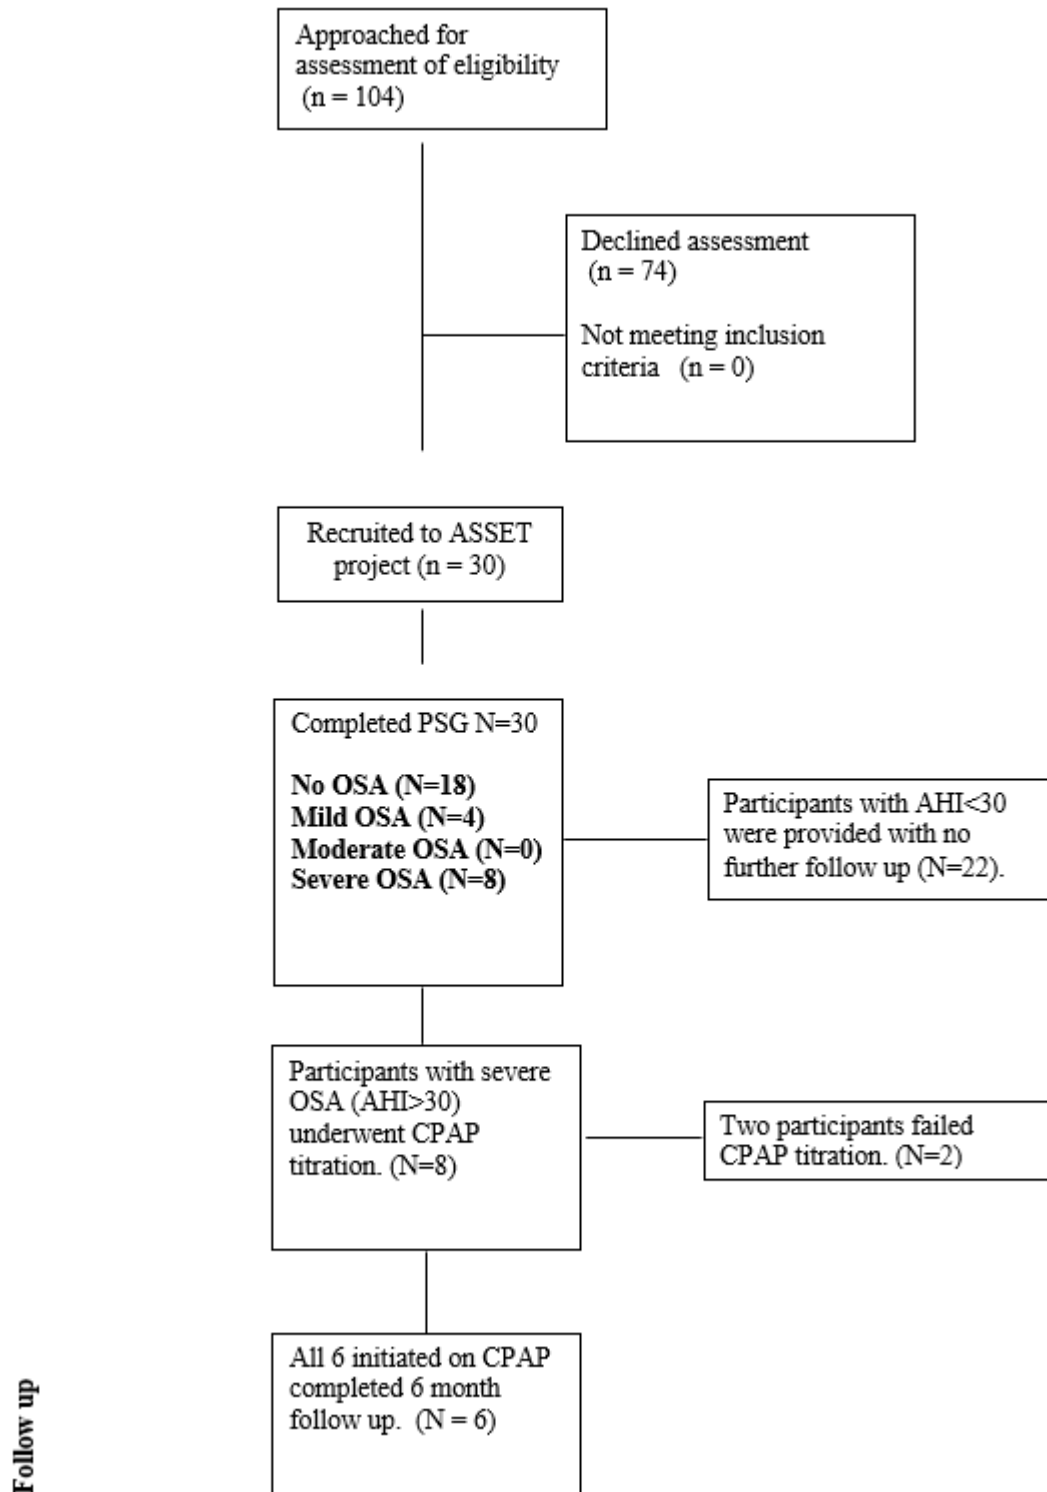 Approached for
assessment of eligibility
(n = 104)
Declined assessment
(n = 74)
Not meeting inclusion
criteria (n = 0)
Recruited to ASSET
project (n = 30)
Completed PSG N=30
No OSA (N=18)
Mild OSA (N=4)
Moderate OSA (N=0)
Severe OSA (N=8)
Participants with AHI<30
were provided with no
further follow up (N=22).
Participants with severe
OSA (AHI>30)
underwent CPAP
titration. (N=8)
Two participants failed
CPAP titration. (N=2)
All 6 initiated on CPAP
completed 6 month
follow up. (N = 6)
Follow up